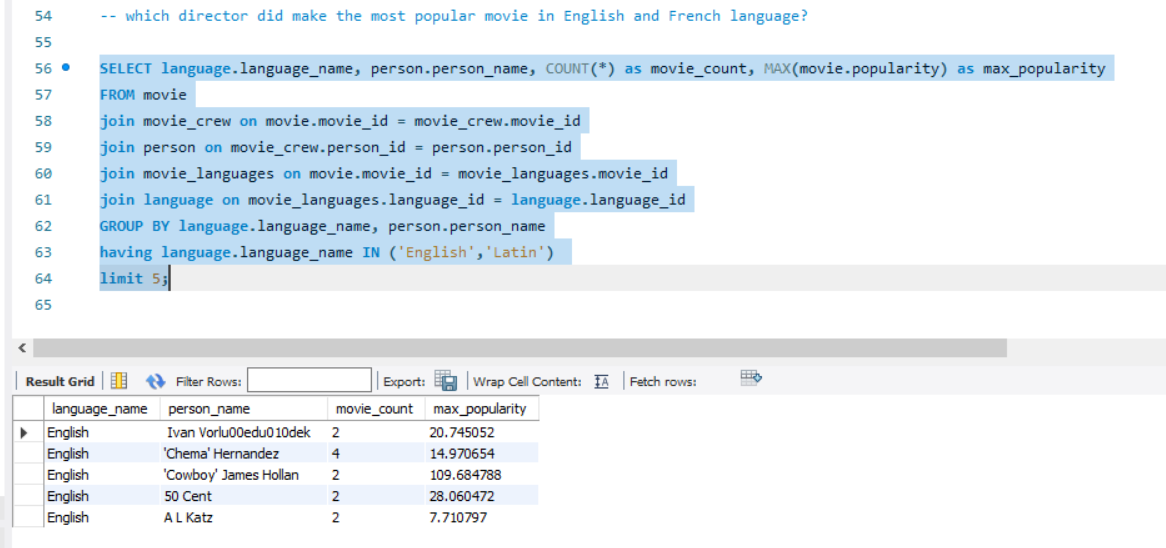 54 -- which director did make the most popular movie in English and French language?
55
56 SELECT language.language_name, person.person_name, COUNT(*) as movie_count, MAX(movie.popularity) as max_popularity
57 FROM movie
58 join movie_crew on movie.movie_id = movie_crew.movie_id
59 join person on movie_crew.person_id = person.person_id
60 join movie_languages on movie.movie_id = movie_languages.movie_id
61 join language on movie_languages.language_id = language.language_id
62 GROUP BY language.language_name, person.person_name
63 having language.language_name IN ('English','Latin')
64 limit 5;
65
Result Grid Filter Rows: Export: Wrap Cell Content: IA Fetch rows:
language_name person_name movie_count max_popularity
English Ivan Vorlu00edu010dek 2 20.745052
English 'Chema' Hernandez 4 14.970654
English 'Cowboy' James Hollan 2 109.684788
English 50 Cent 2 28.060472
English A L Katz 2 7.710797